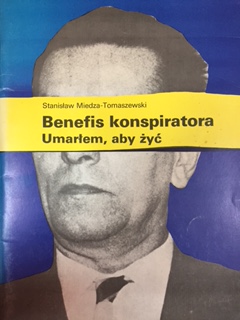 Stanisław Miedza-Tomaszewski
Benefis konspiratora
Umarłem, aby żyć